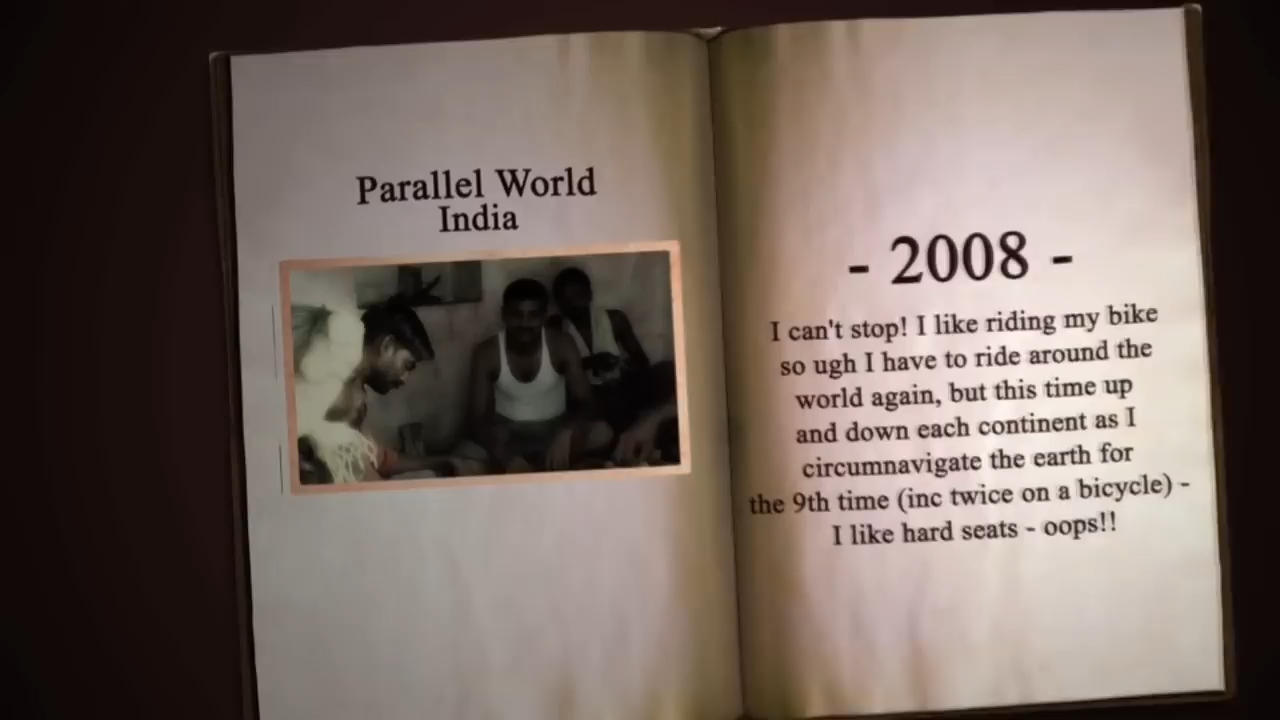 Parallel World
India
- 2008 -
I can't stop! I like riding my bike
so ugh I have to ride around the
world again, but this time up
and down each continent as I
circumnavigate the earth for
the 9th time (inc twice on a bicycle) -
I like hard seats - oops!!